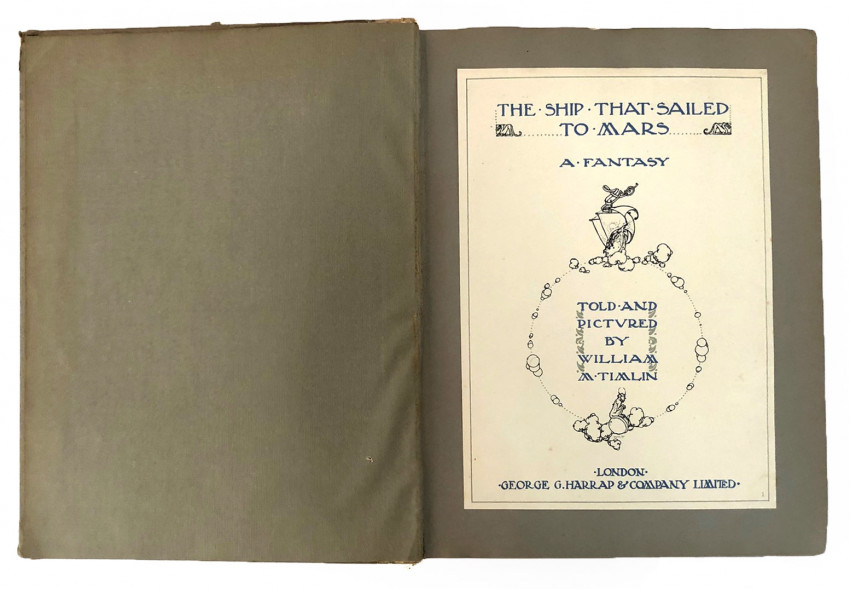 THE·SHIP·THAT·SAILED
TO·MARS
A·FANTASY
TOLD·AND
PICTVRED
BY
WILLIAM
M·TIMLIN
·LONDON·
·GEORGE G.HARRAP & COMPANY LIMITED·